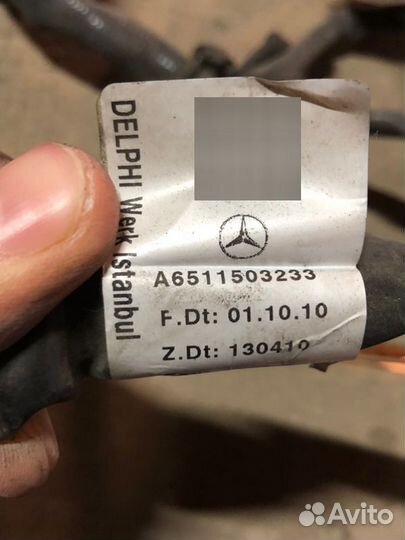 DELPHI Werk Istanbul
A6511503233
F.Dt: 01.10.10
Z.Dt: 130410
Avito